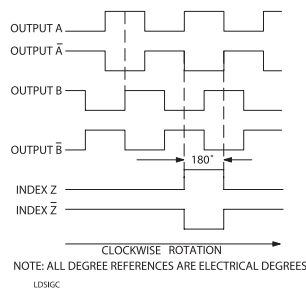 OUTPUT A
OUTPUT A̅
OUTPUT B
OUTPUT B̅
180°
INDEX Z
INDEX Z̅
CLOCKWISE ROTATION
NOTE: ALL DEGREE REFERENCES ARE ELECTRICAL DEGREES
LDSIGC